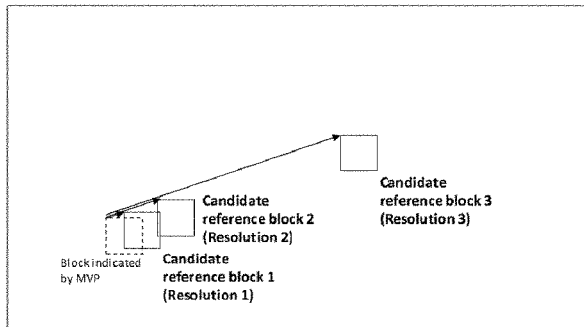 Candidate
reference block 3
(Resolution 3)
Candidate
reference block 2
(Resolution 2)
Block indicated
by MVP
Candidate
reference block 1
(Resolution 1)